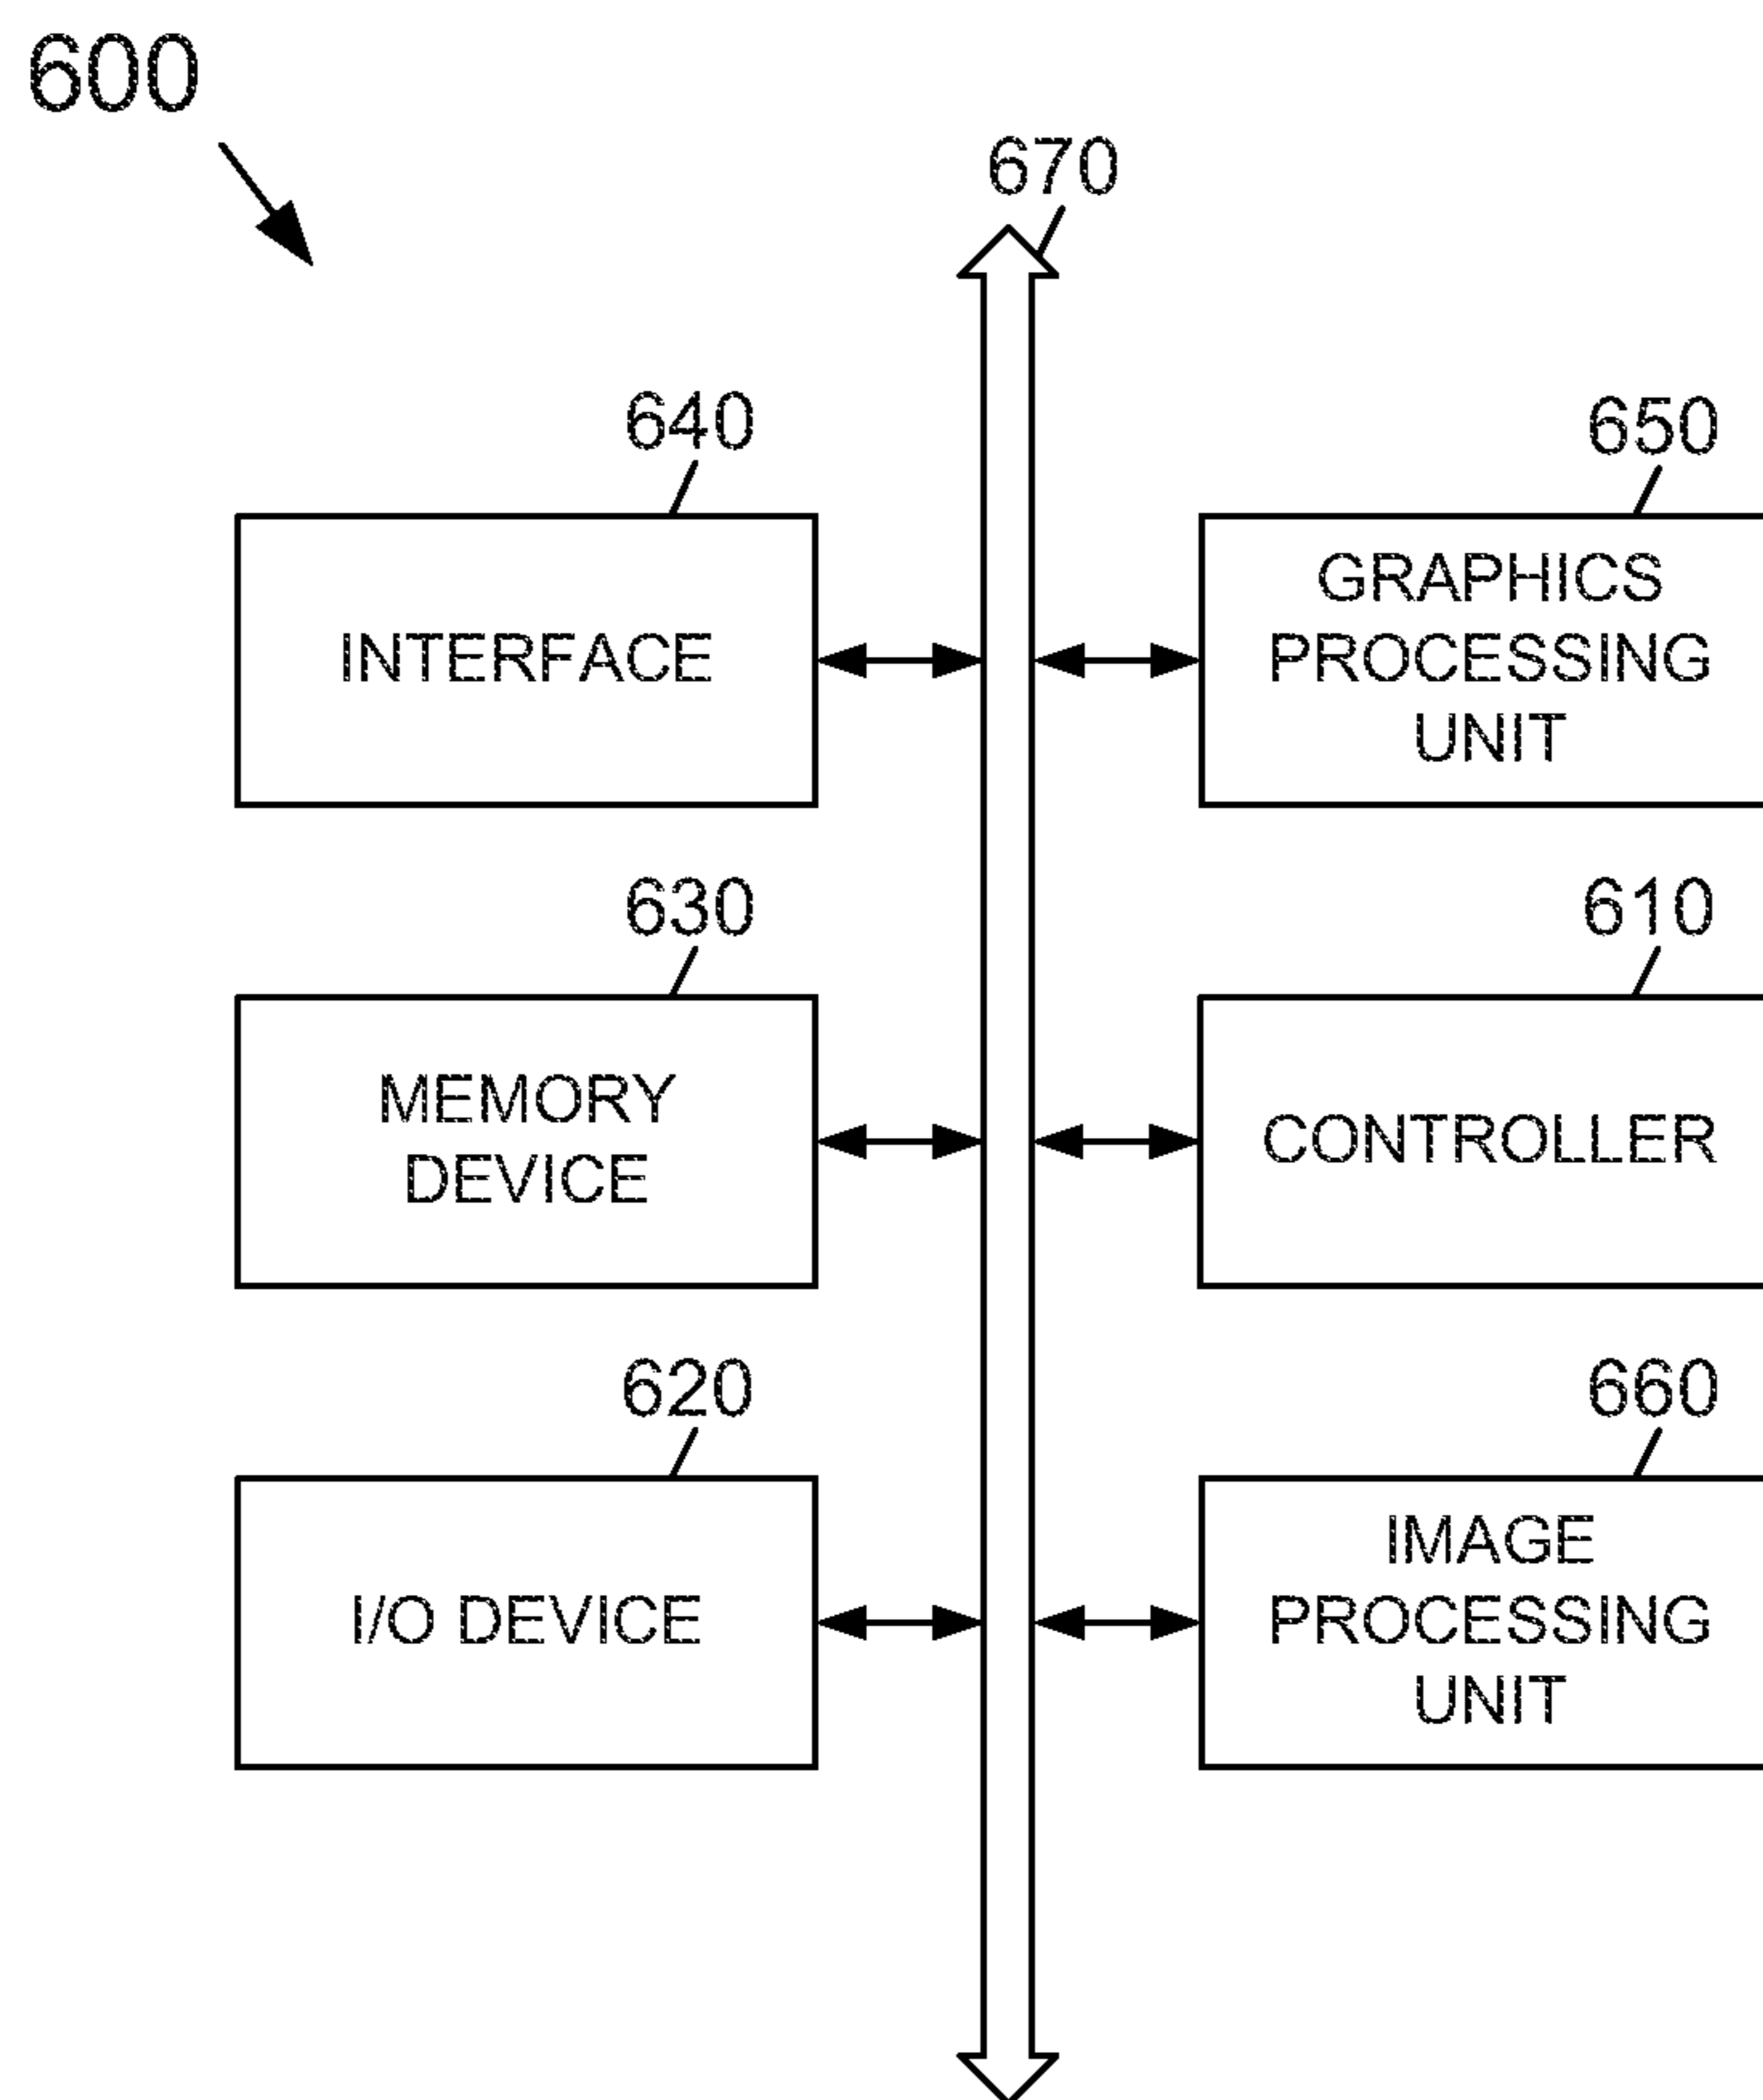 600
670
640
650
INTERFACE
GRAPHICS
PROCESSING
UNIT
630
610
MEMORY
DEVICE
CONTROLLER
620
660
I/O DEVICE
IMAGE
PROCESSING
UNIT